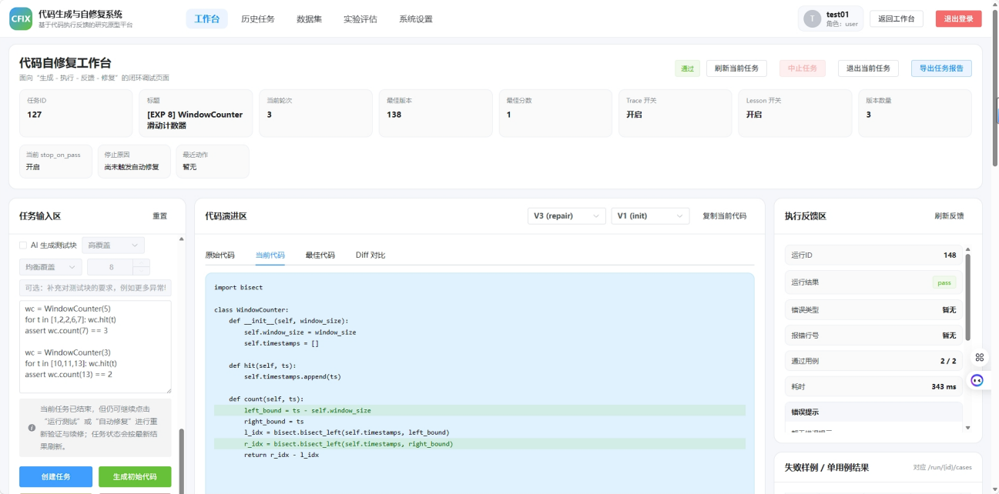 CFIX
代码生成与自修复系统
基于代码执行反馈的研究原型平台
工作台
历史任务
数据集
实验评估
系统设置
T
test01
角色：user
返回工作台
退出登录
代码自修复工作台
面向 “生成 - 执行 - 反馈 - 修复” 的闭环调试页面
通过
刷新当前任务
中止任务
退出当前任务
导出任务报告
任务ID
127
标题
[EXP 8] WindowCounter
滑动计数器
当前轮次
3
最佳版本
138
最佳分数
1
Trace 开关
开启
Lesson 开关
开启
版本数量
3
当前 stop_on_pass
开启
停止原因
尚未触发自动修复
最近动作
暂无
任务输入区
重置
AI 生成测试块
高覆盖
均衡覆盖
8
可选：补充对测试块的要求，例如更多异常
wc = WindowCounter(5)
for t in [1,2,2,6,7]: wc.hit(t)
assert wc.count(7) == 3
wc = WindowCounter(3)
for t in [10,11,13]: wc.hit(t)
assert wc.count(13) == 2
当前任务已结束，但仍可继续点击
“运行测试” 或 “自动修复” 进行重
新验证与续修；任务状态会按最新结
果刷新。
创建任务
生成初始代码
代码演进区
V3 (repair)
V1 (init)
复制当前代码
原始代码
当前代码
最佳代码
Diff 对比
import bisect
class WindowCounter:
def __init__(self, window_size):
self.window_size = window_size
self.timestamps = []
def hit(self, ts):
self.timestamps.append(ts)
def count(self, ts):
left_bound = ts - self.window_size
right_bound = ts
l_idx = bisect.bisect_left(self.timestamps, left_bound)
r_idx = bisect.bisect_left(self.timestamps, right_bound)
return r_idx - l_idx
执行反馈区
刷新反馈
运行ID
148
运行结果
pass
错误类型
暂无
报错行号
暂无
通过用例
2 / 2
耗时
343 ms
错误提示
失败样例 / 单用例结果
对应 /run/{id}/cases